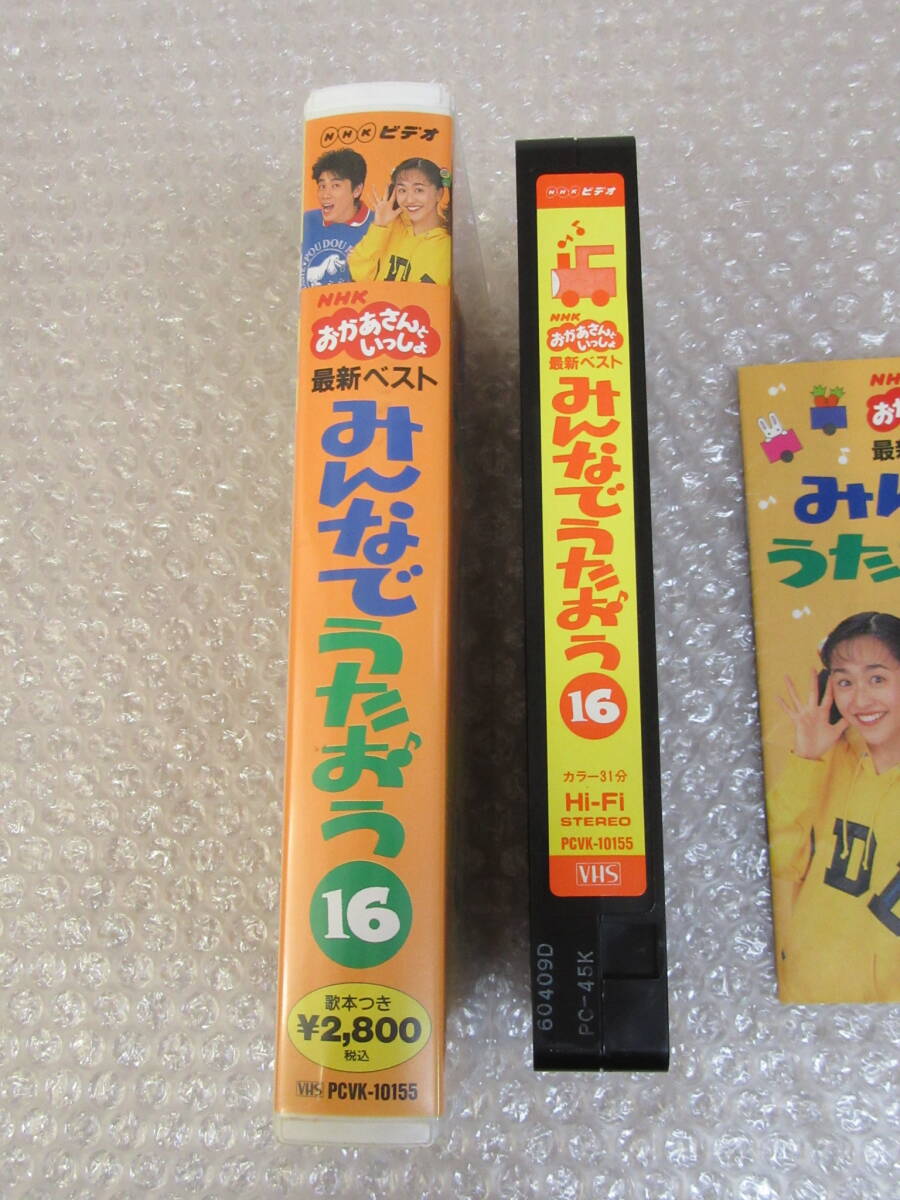 NHKビデオ
POUDOU
NHK
おかあさんと
いっしょ
最新ベスト
みんなで
うたおう
16
歌本つき
¥2,800
税込
VHS PCVK-10155
NHKビデオ
NHK
おかあさんと
いっしょ
最新ベスト
みんなでうたおう
16
カラー31分
Hi-Fi
STEREO
PCVK-10155
VHS
60409D
PC-45K
NHK
お
最
み
うた
D